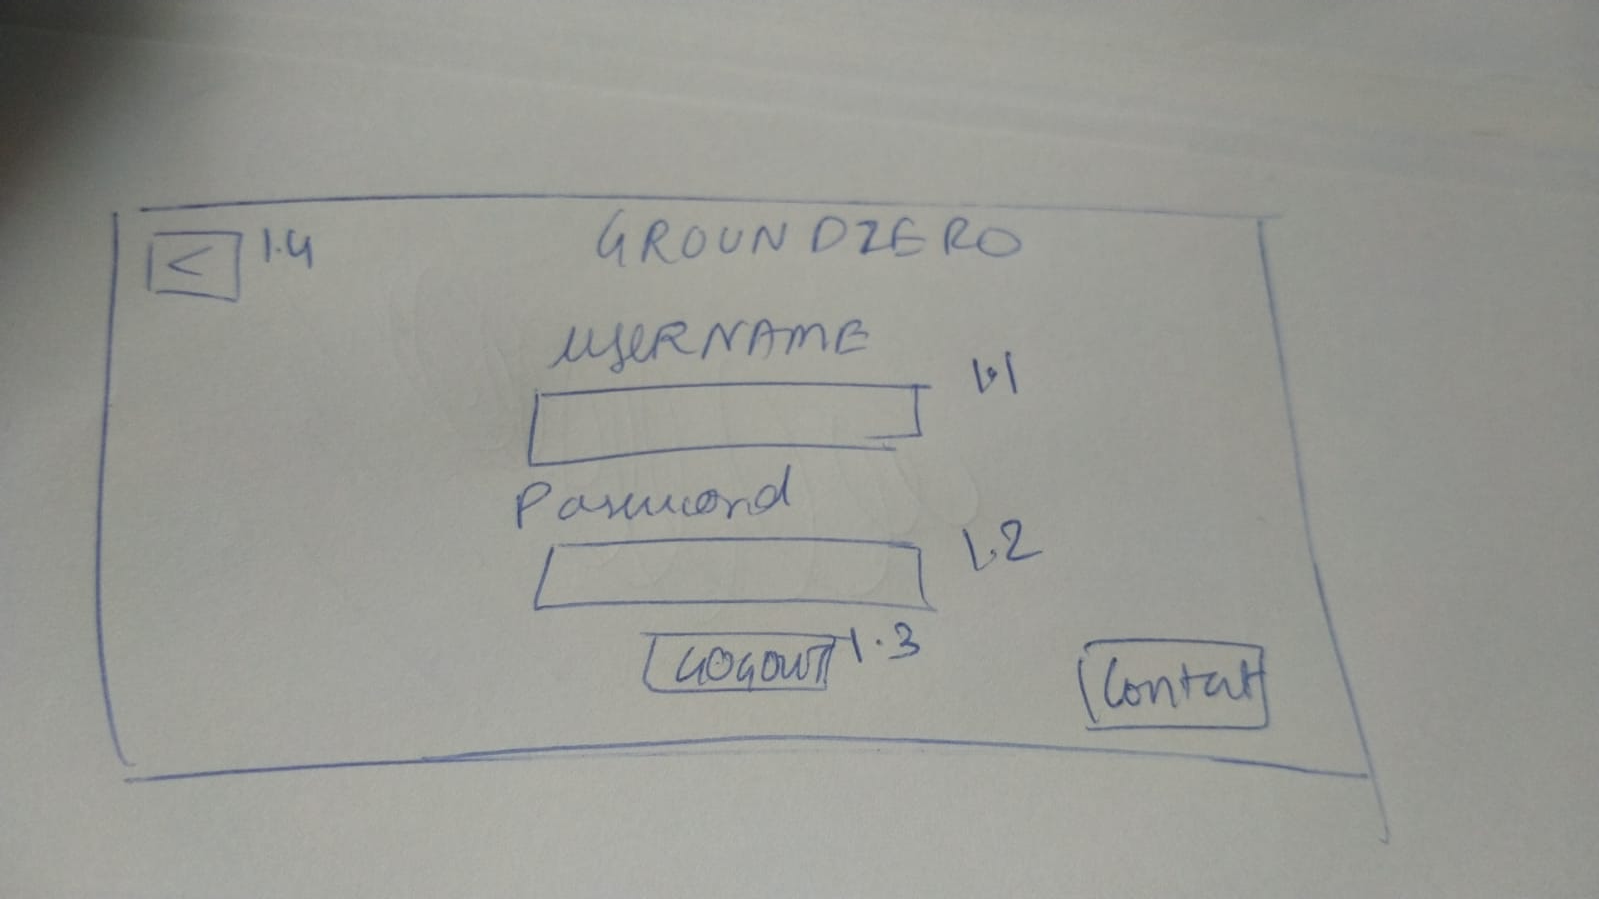 < 1.4
GROUNDZERO
USERNAME
1.1
Password
1.2
LOGOUT 1.3
Contact